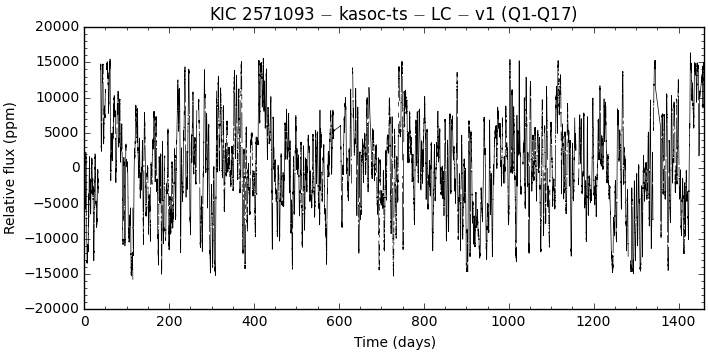 KIC 2571093 − kasoc-ts − LC − v1 (Q1-Q17)
20000
15000
10000
5000
0
−5000
−10000
−15000
−20000
Relative flux (ppm)
0 200 400 600 800 1000 1200 1400
Time (days)